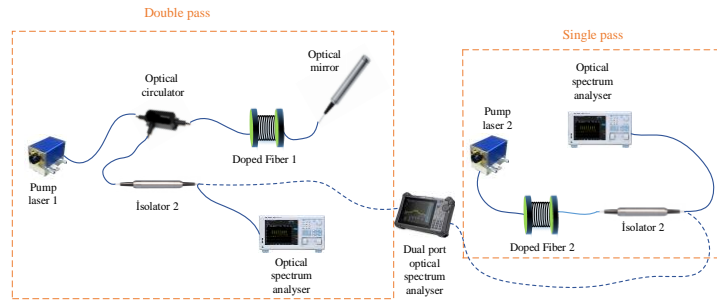 Double pass
Single pass
Optical
mirror
Optical
circulator
Doped Fiber 1
Pump
laser 1
İsolator 2
Optical
spectrum
analyser
Dual port
optical
spectrum
analyser
Optical
spectrum
analyser
Pump
laser 2
Doped Fiber 2
İsolator 2